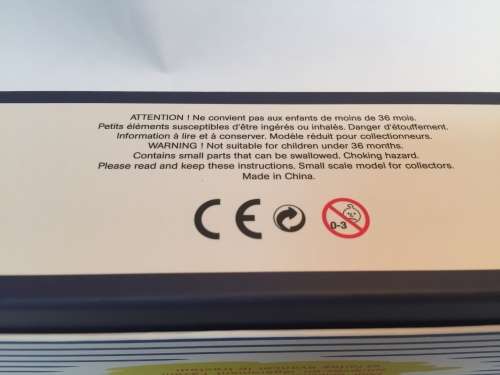 ATTENTION ! Ne convient pas aux enfants de moins de 36 mois.
Petits éléments susceptibles d'être ingérés ou inhalés. Danger d'étouffement.
Information à lire et à conserver. Modèle réduit pour collectionneurs.
WARNING ! Not suitable for children under 36 months.
Contains small parts that can be swallowed. Choking hazard.
Please read and keep these instructions. Small scale model for collectors.
Made in China.
CE
0-3